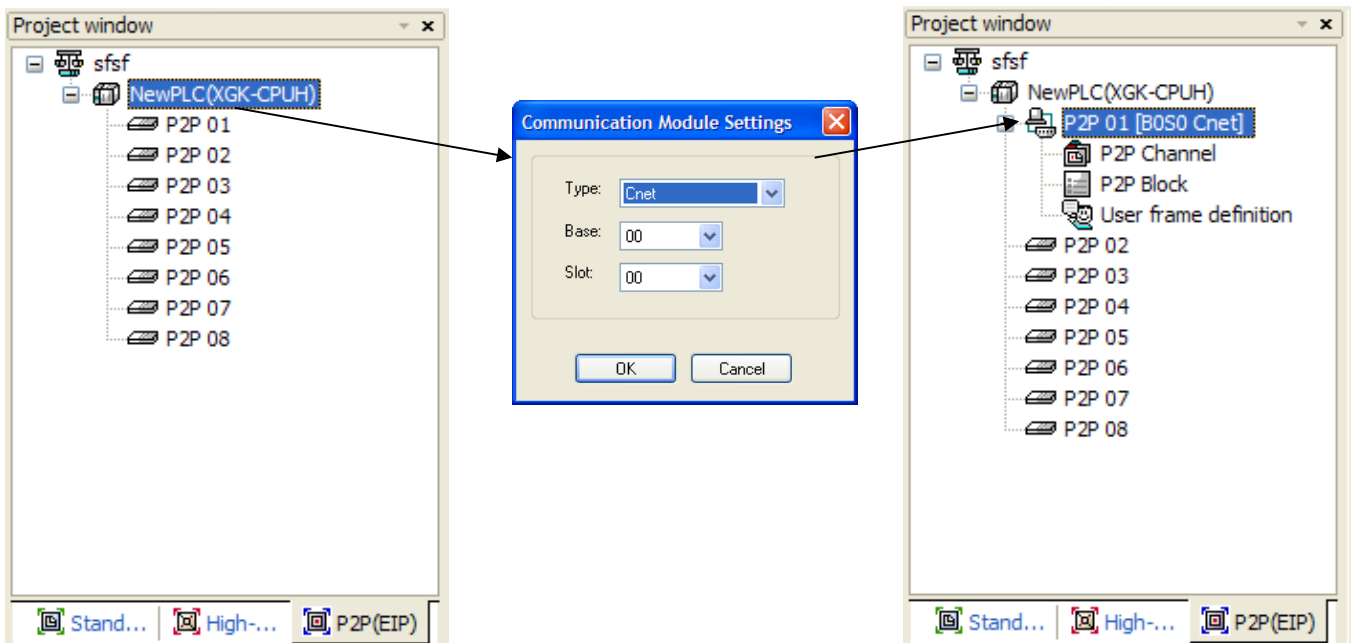 Project window
sfsf
NewPLC(XGK-CPUH)
P2P 01
P2P 02
P2P 03
P2P 04
P2P 05
P2P 06
P2P 07
P2P 08
Stand...
High-...
P2P(EIP)
Communication Module Settings
Type:
Cnet
Base:
00
Slot:
00
OK
Cancel
Project window
sfsf
NewPLC(XGK-CPUH)
P2P 01 [B0S0 Cnet]
P2P Channel
P2P Block
User frame definition
P2P 02
P2P 03
P2P 04
P2P 05
P2P 06
P2P 07
P2P 08
Stand...
High-...
P2P(EIP)